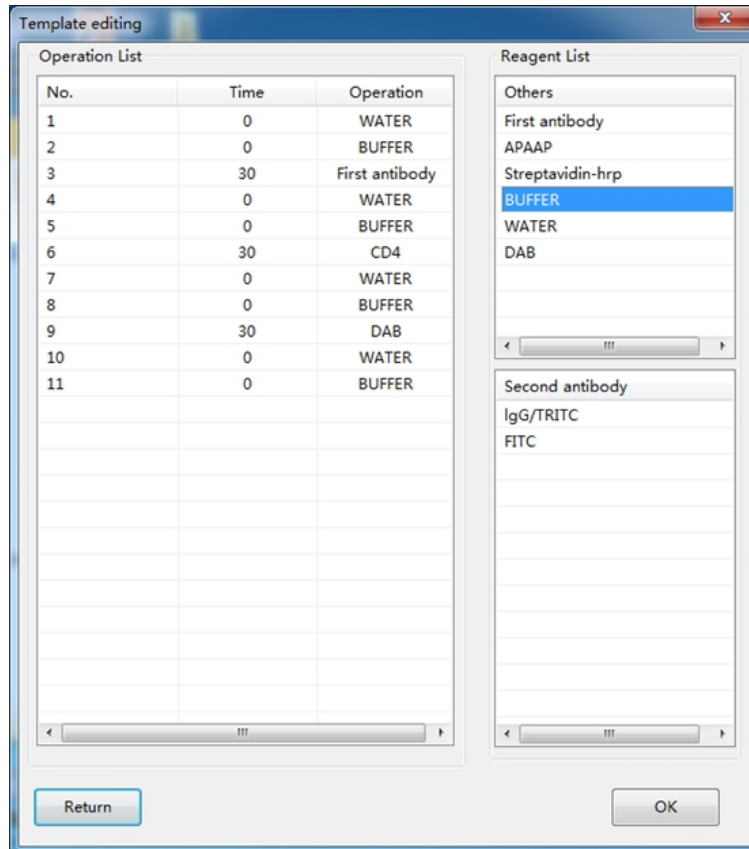 Template editing
Operation List
No. Time Operation
1 0 WATER
2 0 BUFFER
3 30 First antibody
4 0 WATER
5 0 BUFFER
6 30 CD4
7 0 WATER
8 0 BUFFER
9 30 DAB
10 0 WATER
11 0 BUFFER
Return
Reagent List
Others
First antibody
APAAP
Streptavidin-hrp
BUFFER
WATER
DAB
Second antibody
lgG/TRITC
FITC
OK